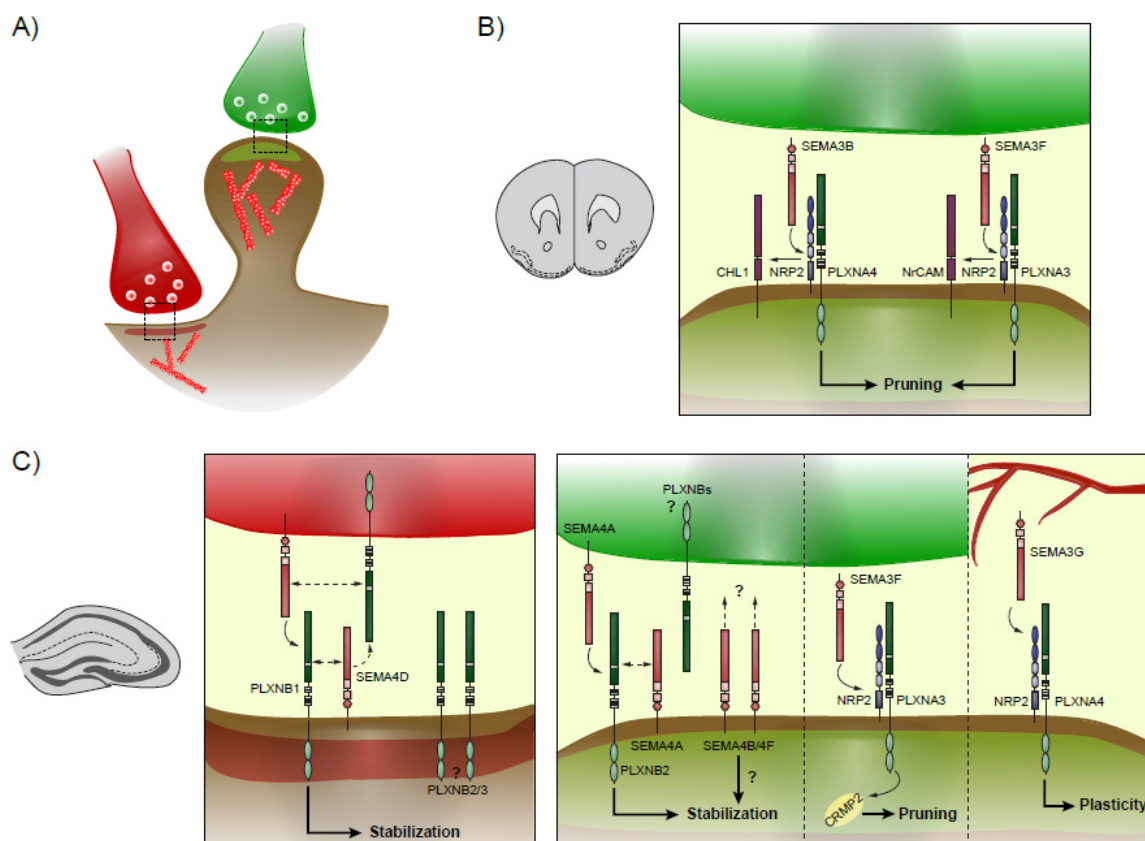 A)
B)
SEMA3B
SEMA3F
CHL1
NRP2
PLXNA4
NrCAM
NRP2
PLXNA3
Pruning
C)
PLXNB1
SEMA4D
?
PLXNB2/3
Stabilization
SEMA4A
PLXNBs
?
?
SEMA4A
SEMA4B/4F
PLXNB2
?
Stabilization
SEMA3F
NRP2
PLXNA3
CRMP2
Pruning
SEMA3G
NRP2
PLXNA4
Plasticity